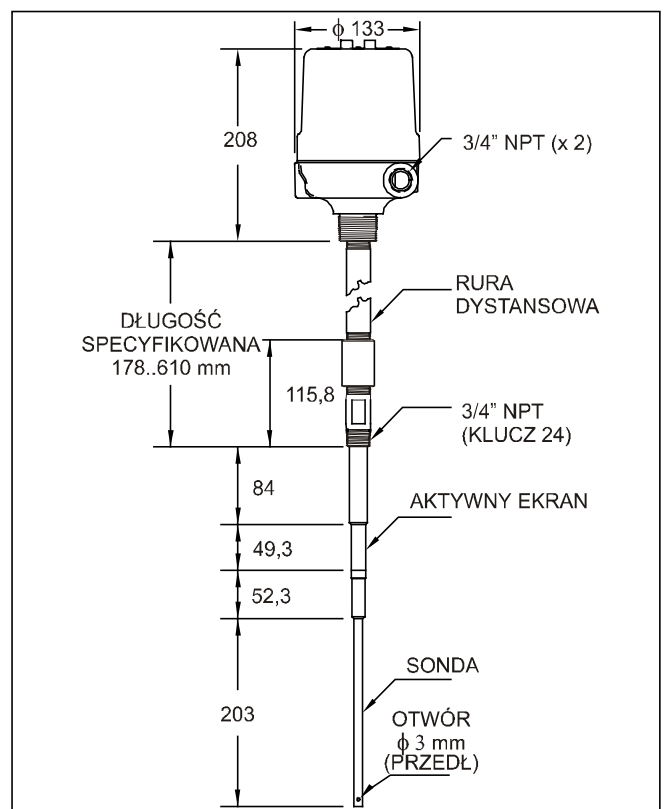 ϕ 133
208
3/4” NPT (x 2)
RURA
DYSTANSOWA
DŁUGOŚĆ
SPECYFIKOWANA
178..610 mm
115,8
3/4” NPT
(KLUCZ 24)
84
AKTYWNY EKRAN
49,3
52,3
SONDA
203
OTWÓR
ϕ 3 mm
(PRZEDŁ)